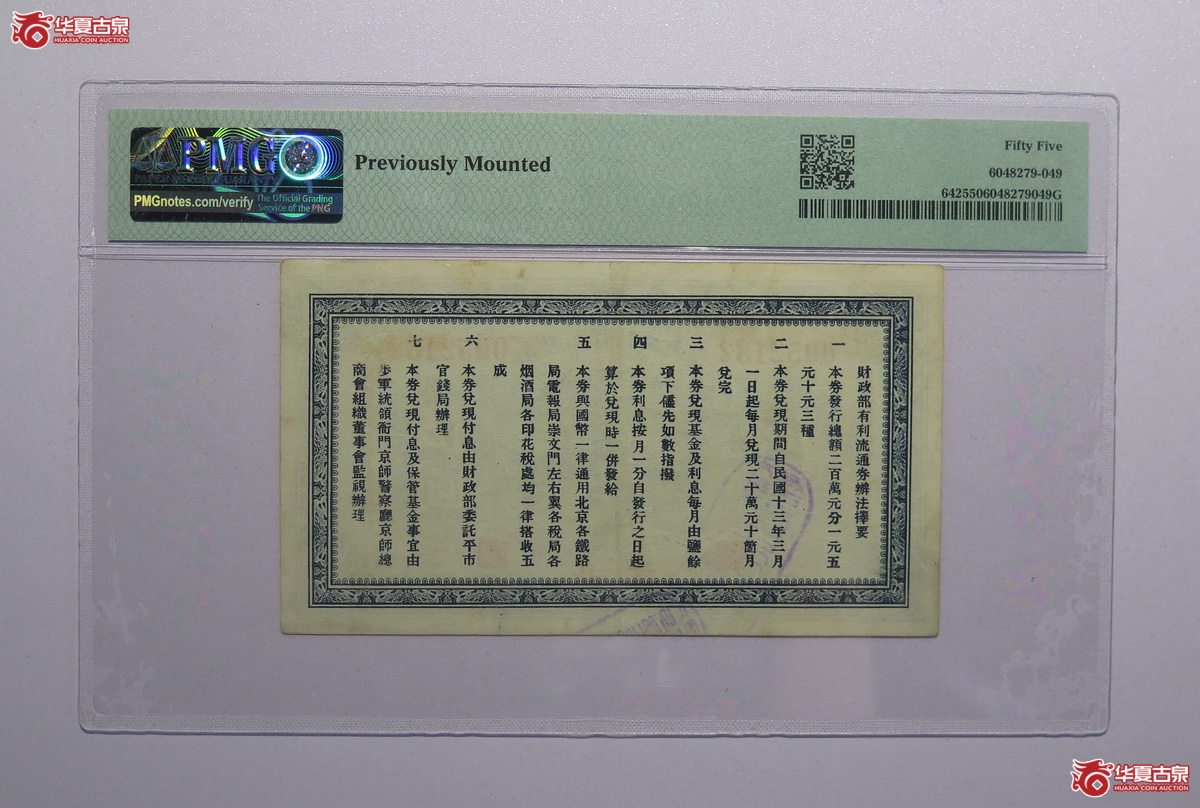 华夏古泉
HUAXIA COIN AUCTION
PMG
PMGnotes.com/verify
The Official Grading
Service of the PNG
Previously Mounted
Fifty Five
6048279-049
6425506048279049G
財政部有利流通券辦法擇要
一 本券發行總額二百萬元分一元五
元十元三種
二 本券兌現期間自民國十三年三月
一日起每月兌現二十萬元十箇月
兌完
三 本券兌現基金及利息每月由鹽餘
項下儘先如數指撥
四 本券利息按月一分自發行之日起
算於兌現時一併發給
五 本券與國幣一律通用北京各鐵路
局電報局崇文門左右翼各稅局各
烟酒局各印花稅處均一律搭收五
成
六 本券兌現付息由財政部委託平市
官錢局辦理
七 本券兌現付息及保管基金事宜由
步軍統領衙門京師警察廳京師總
商會組織董事會監視辦理
华夏古泉
HUAXIA COIN AUCTION